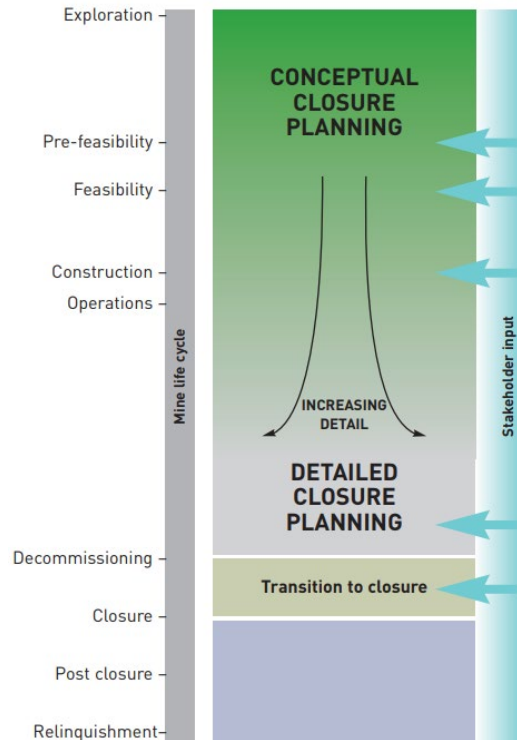 Exploration
Pre-feasibility
Feasibility
Construction
Operations
Decommissioning
Closure
Post closure
Relinquishment
Mine life cycle
CONCEPTUAL
CLOSURE
PLANNING
INCREASING
DETAIL
DETAILED
CLOSURE
PLANNING
Transition to closure
Stakeholder input